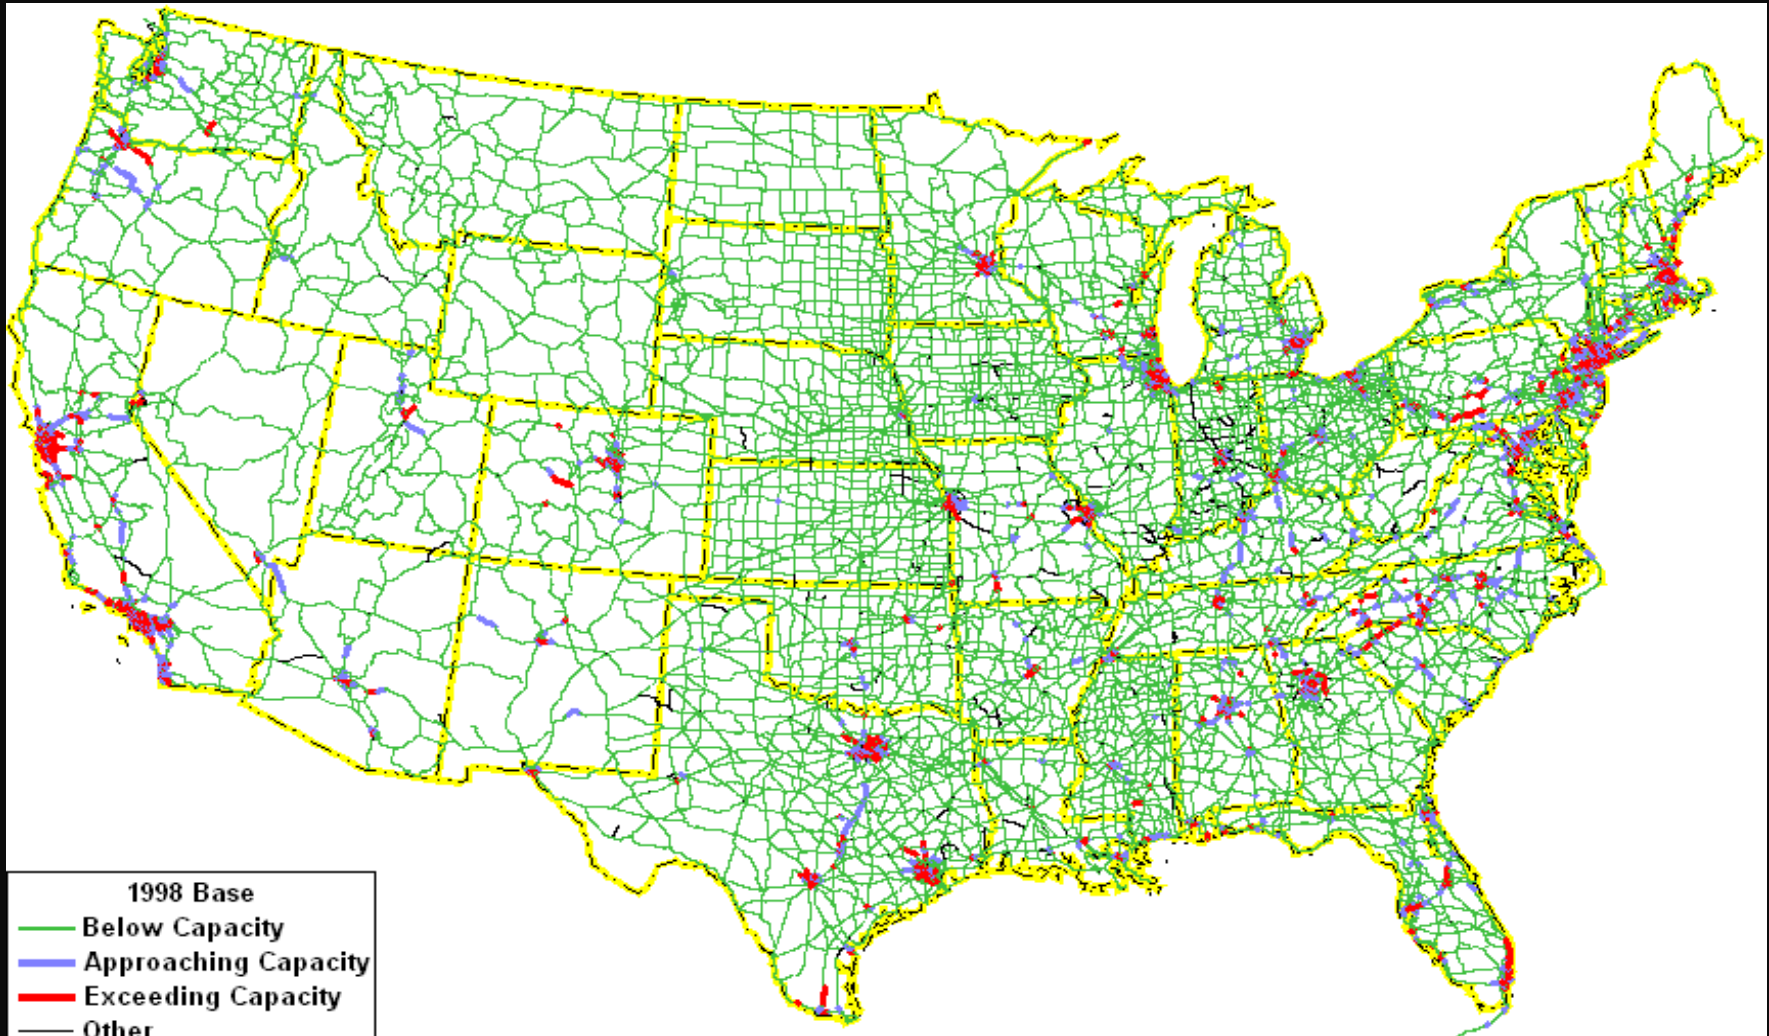 1998 Base
Below Capacity
Approaching Capacity
Exceeding Capacity
Other